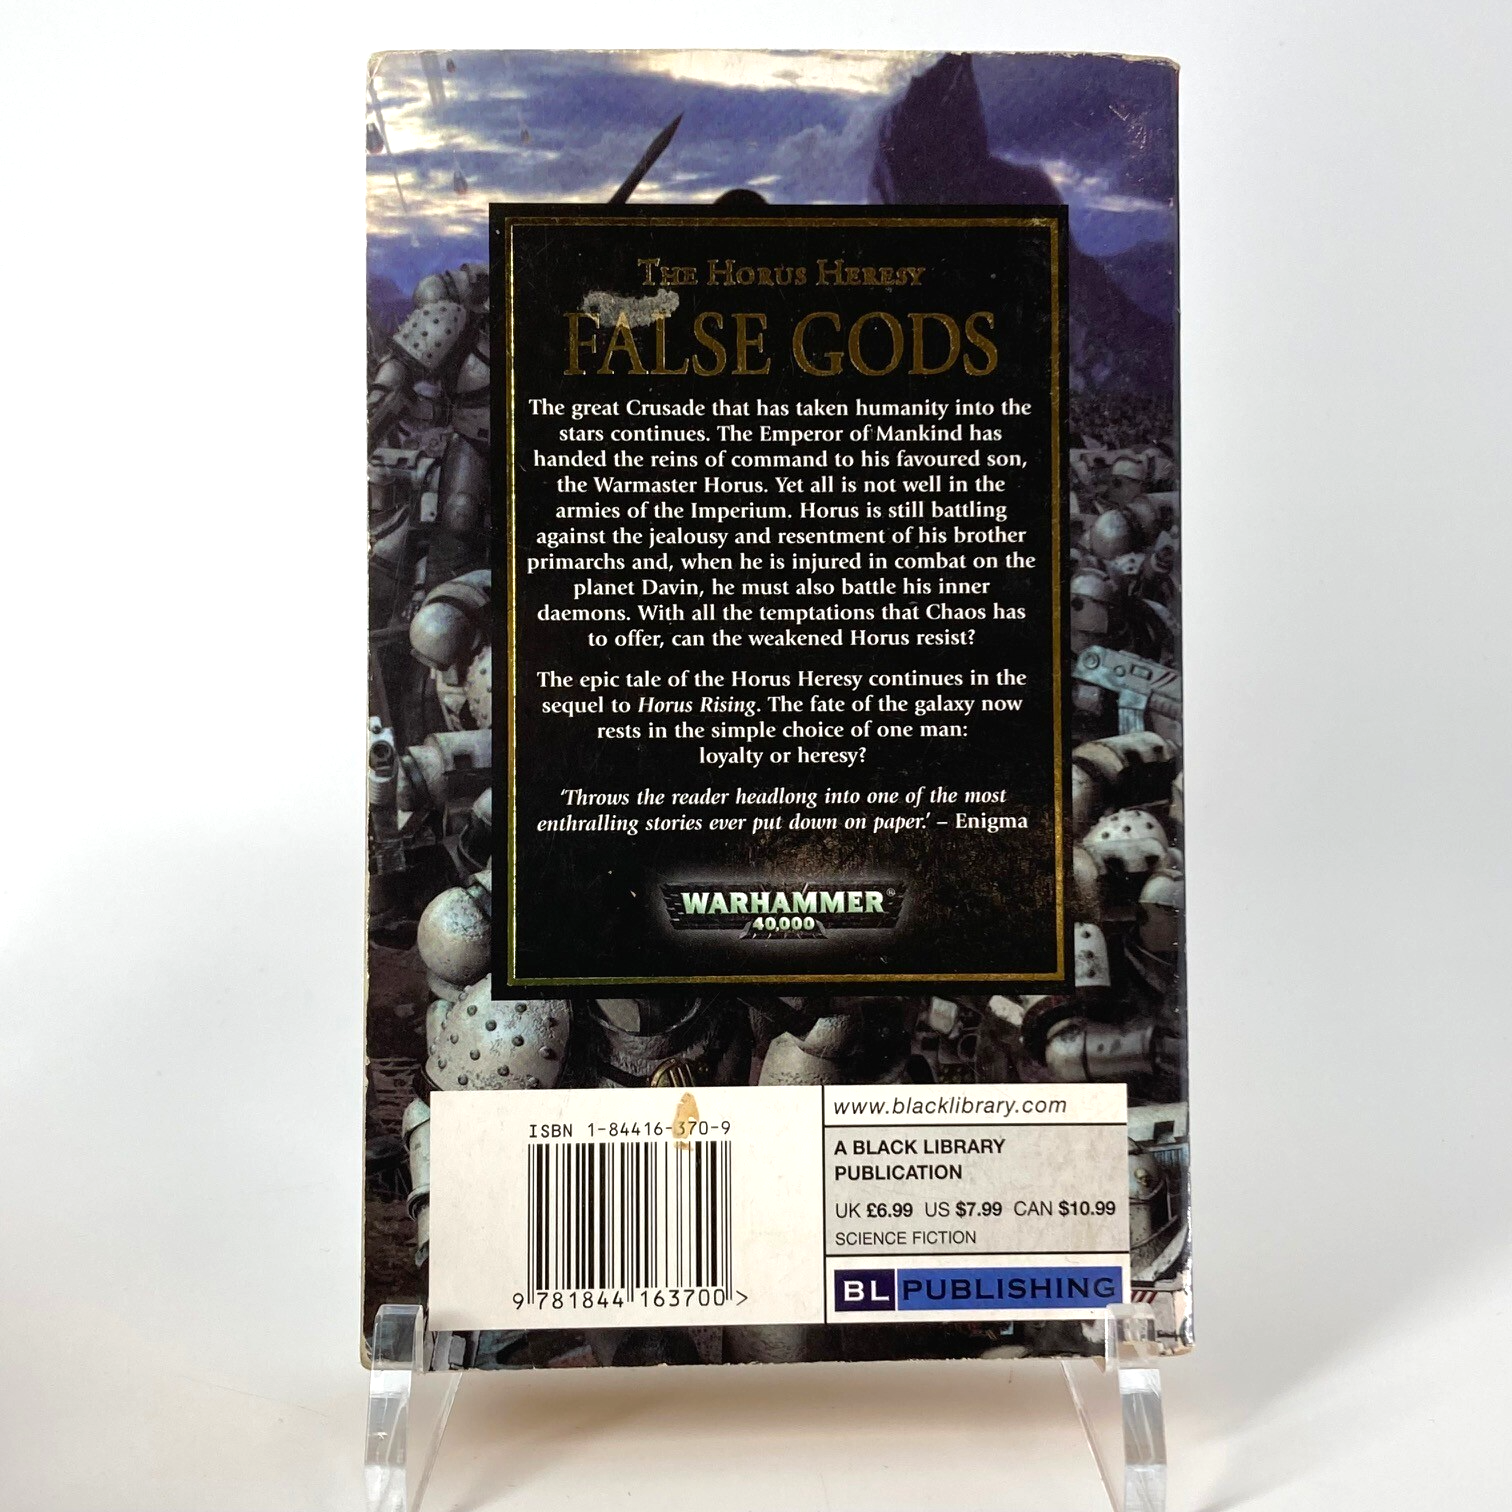 THE HORUS HERESY
FALSE GODS
The great Crusade that has taken humanity into the
stars continues. The Emperor of Mankind has
handed the reins of command to his favoured son,
the Warmaster Horus. Yet all is not well in the
armies of the Imperium. Horus is still battling
against the jealousy and resentment of his brother
primarchs and, when he is injured in combat on the
planet Davin, he must also battle his inner
daemons. With all the temptations that Chaos has
to offer, can the weakened Horus resist?
The epic tale of the Horus Heresy continues in the
sequel to Horus Rising. The fate of the galaxy now
rests in the simple choice of one man:
loyalty or heresy?
'Throws the reader headlong into one of the most
enthralling stories ever put down on paper.' – Enigma
WARHAMMER®
40,000
ISBN 1-84416-370-9
9 781844 163700 >
www.blacklibrary.com
A BLACK LIBRARY
PUBLICATION
UK £6.99 US $7.99 CAN $10.99
SCIENCE FICTION
BL PUBLISHING